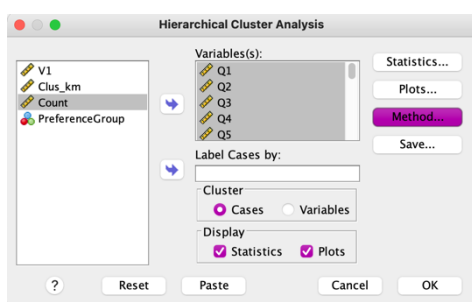 Hierarchical Cluster Analysis
V1
Clus_km
Count
PreferenceGroup
Variables(s):
Q1
Q2
Q3
Q4
Q5
Label Cases by:
Cluster
Cases Variables
Display
Statistics Plots
Statistics...
Plots...
Method...
Save...
? Reset Paste Cancel OK